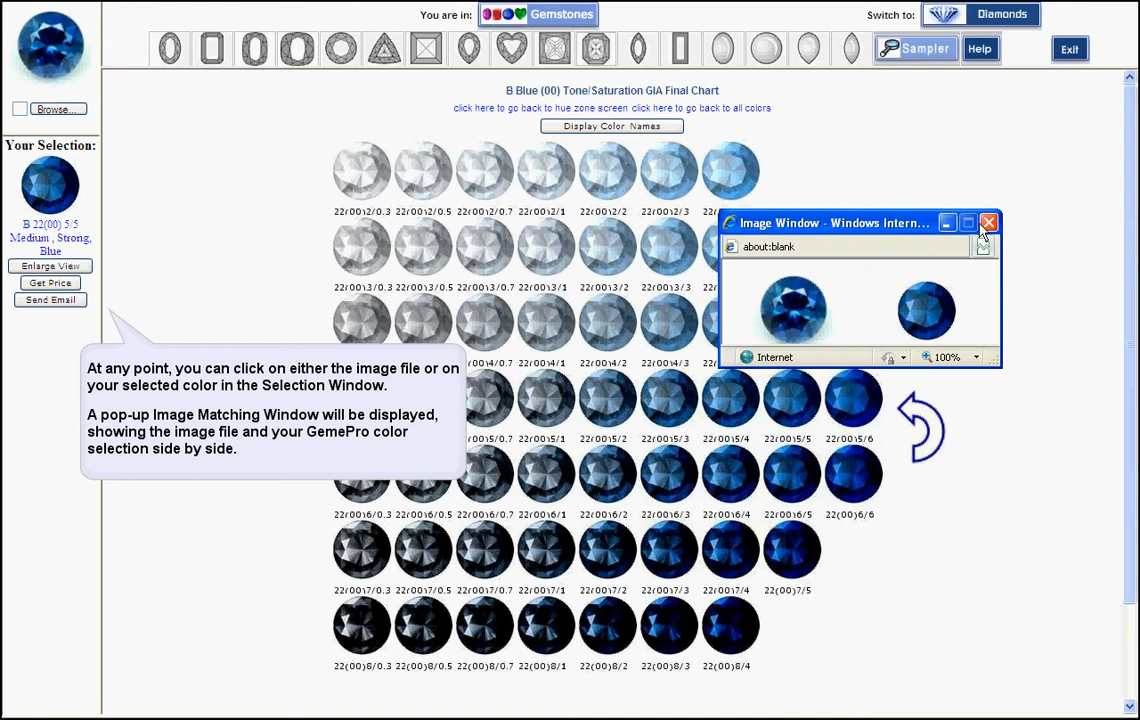 You are in:
Gemstones
Switch to:
Diamonds
Sampler
Help
Exit
Browse...
Your Selection:
B 22(00) 5/5
Medium , Strong,
Blue
Enlarge View
Get Price
Send Email
B Blue (00) Tone/Saturation GIA Final Chart
click here to go back to hue zone screen click here to go back to all colors
Display Color Names
22(00)2/0.3 22(00)2/0.5 22(00)2/0.7 22(00)2/1 22(00)2/2 22(00)2/3 22(00)2/4
22(00)3/0.3 22(00)3/0.5 22(00)3/0.7 22(00)3/1 22(00)3/2 22(00)3/3
Image Window - Windows Intern...
about:blank
Internet
100%
At any point, you can click on either the image file or on
your selected color in the Selection Window.
A pop-up Image Matching Window will be displayed,
showing the image file and your GemePro color
selection side by side.
22(00)4/1 22(00)4/2 22(00)4/3
22(00)5/1 22(00)5/2 22(00)5/3 22(00)5/4 22(00)5/5 22(00)5/6
22(00)6/0.3 22(00)6/0.5 22(00)6/0.7 22(00)6/1 22(00)6/2 22(00)6/3 22(00)6/4 22(00)6/5 22(00)6/6
22(00)7/0.3 22(00)7/0.5 22(00)7/0.7 22(00)7/1 22(00)7/2 22(00)7/3 22(00)7/4 22(00)7/5
22(00)8/0.3 22(00)8/0.5 22(00)8/0.7 22(00)8/1 22(00)8/2 22(00)8/3 22(00)8/4